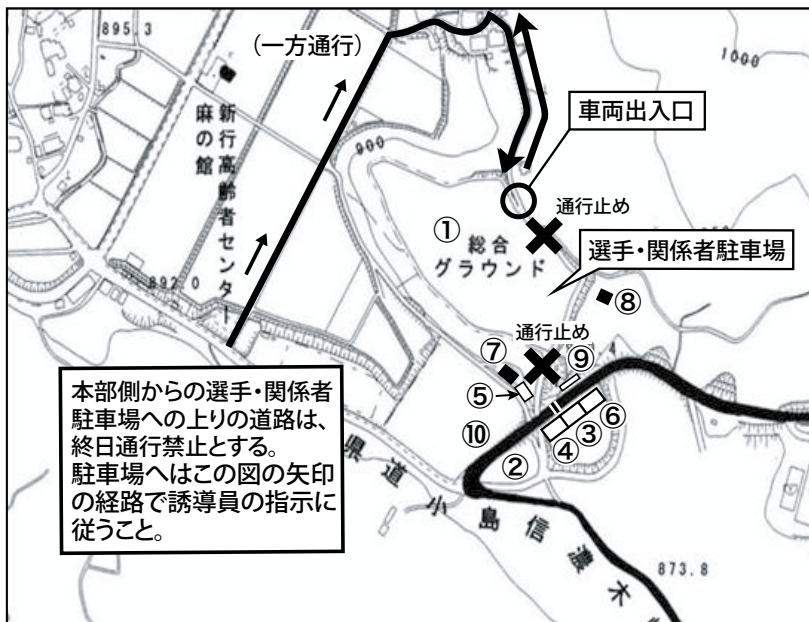 895.3
(一方通行)
1000
車両出入口
新行高齢者センター
麻の館
900
通行止め
①
総合
グラウンド
選手・関係者駐車場
892.0
⑧
通行止め
⑦
⑨
⑤
⑥
③
④
⑩
②
本部側からの選手・関係者
駐車場への上りの道路は、
終日通行禁止とする。
駐車場へはこの図の矢印
の経路で誘導員の指示に
従うこと。
県道小島信濃木
873.8